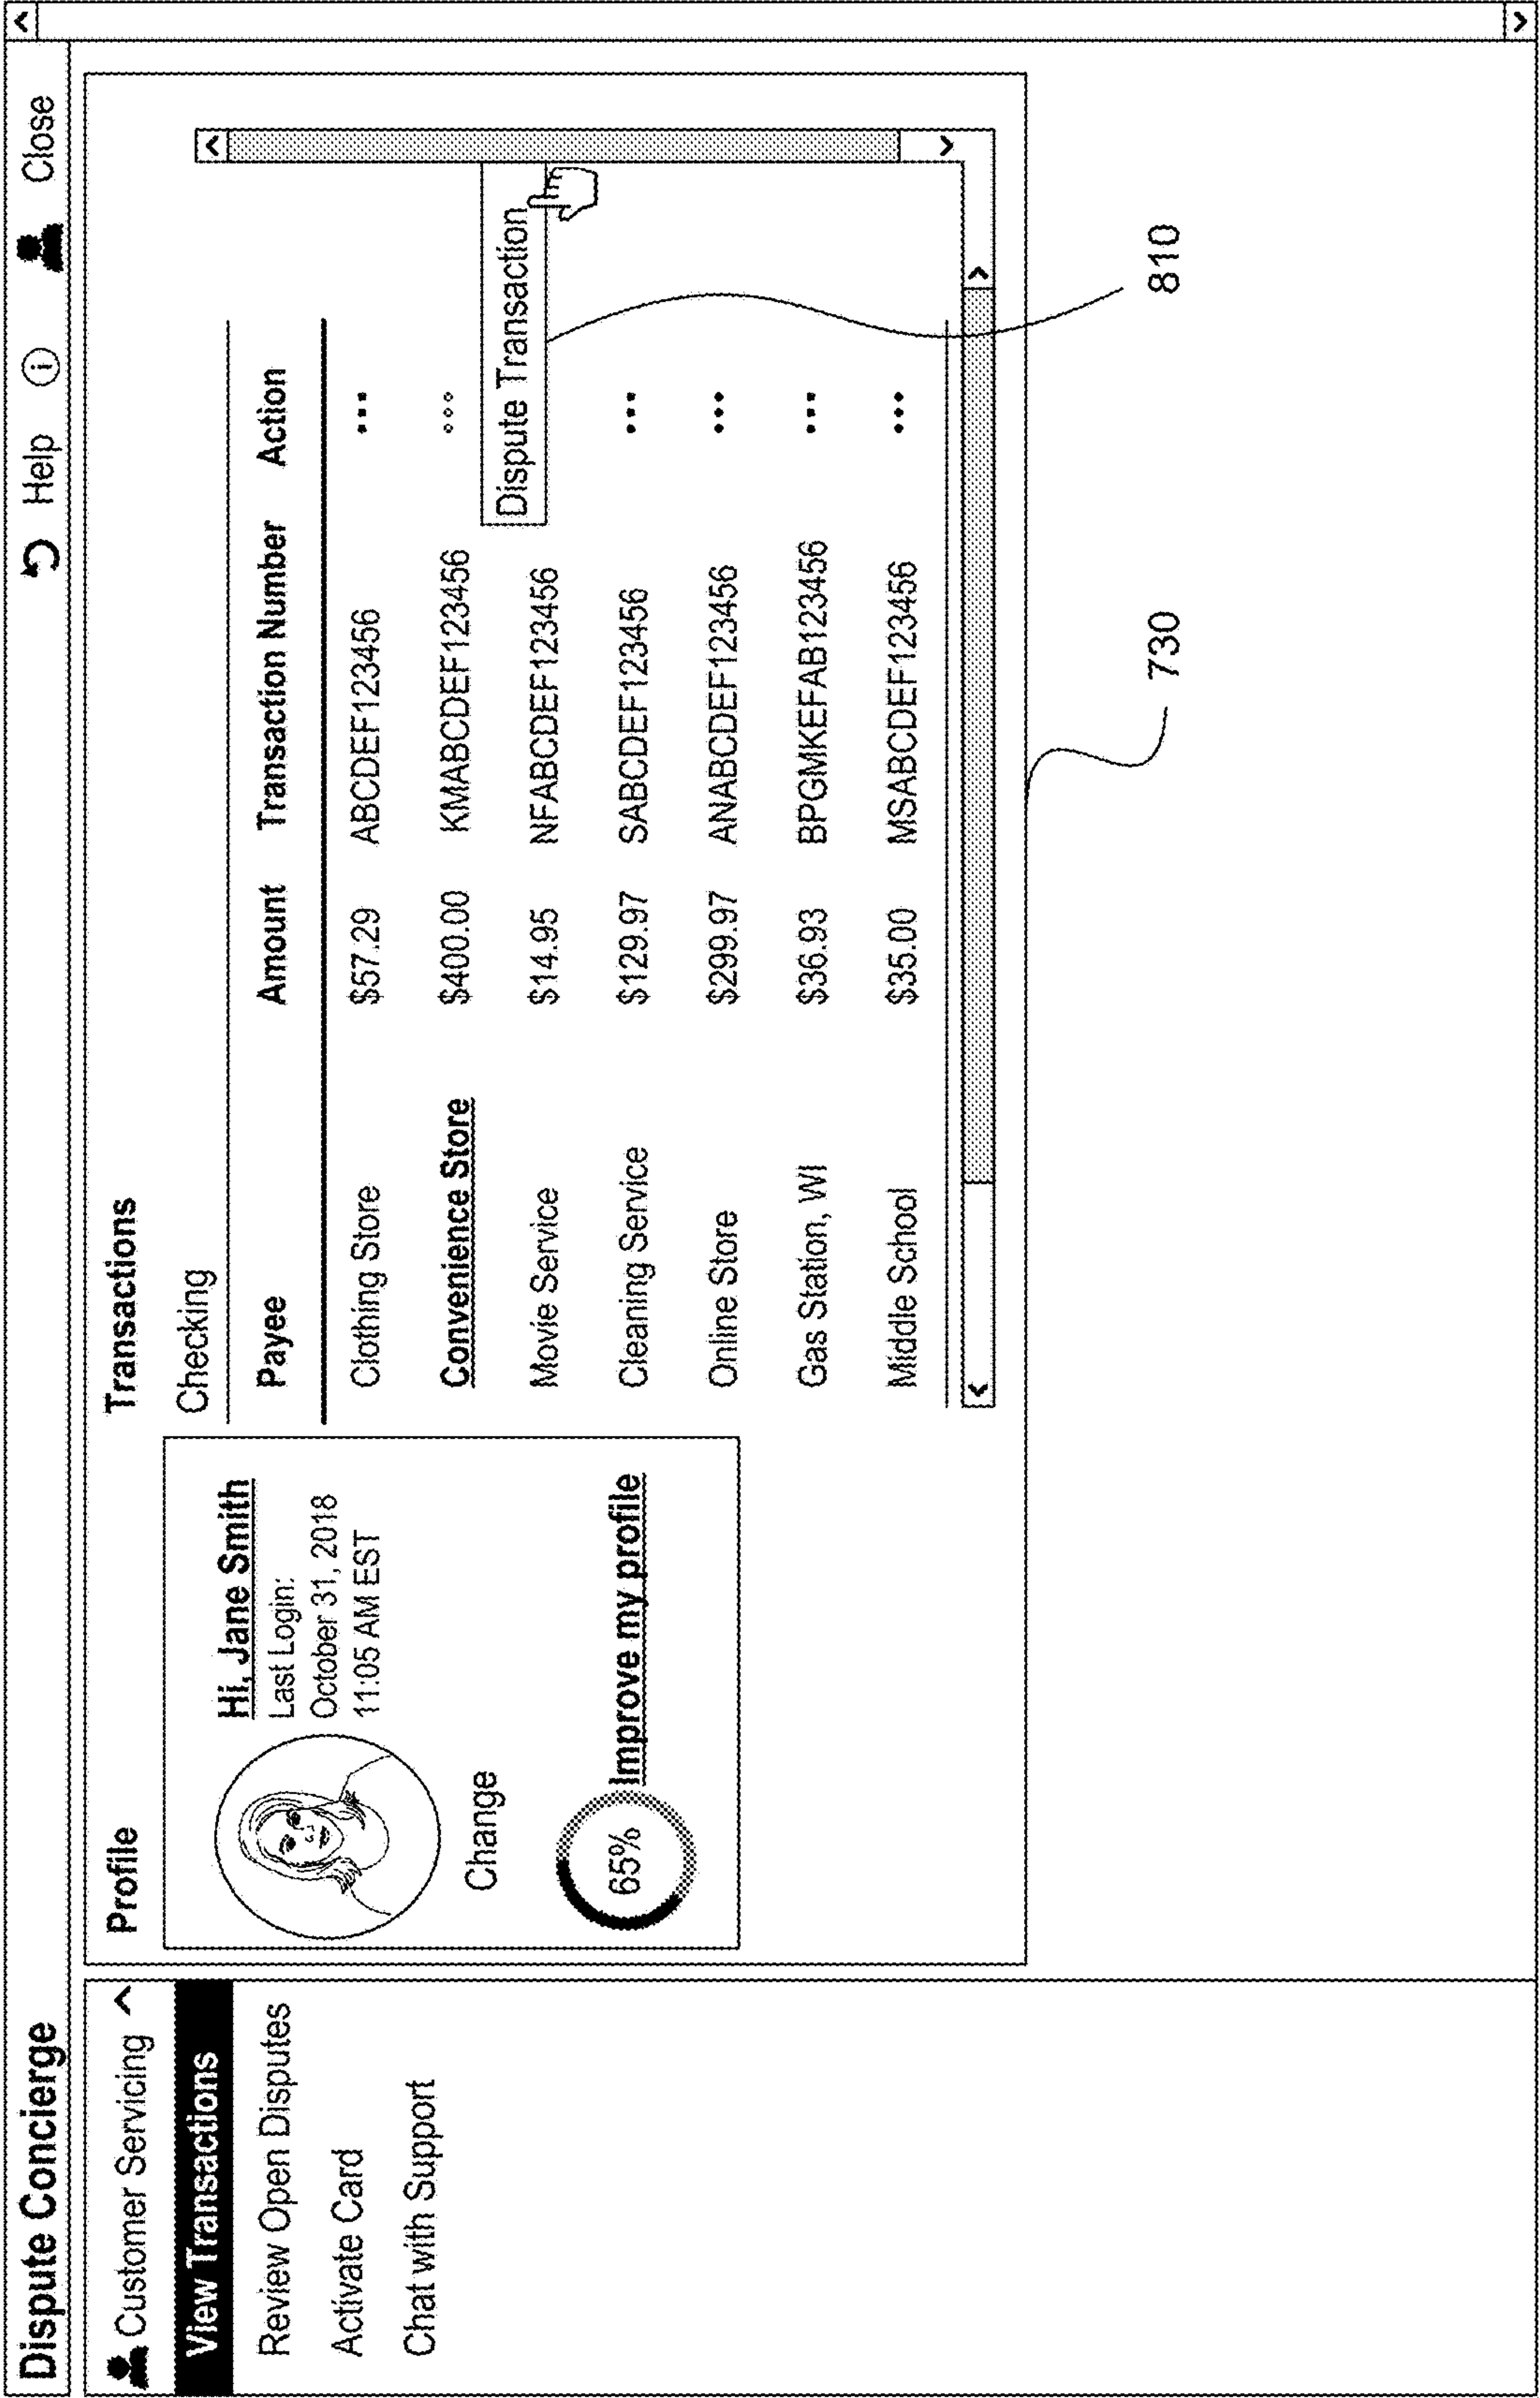 Dispute Concierge
Help i Close
Customer Servicing
View Transactions
Review Open Disputes
Activate Card
Chat with Support
Profile
Hi, Jane Smith
Last Login:
October 31, 2018
11:05 AM EST
Change
65% Improve my profile
Transactions
Checking
Payee Amount Transaction Number Action
Clothing Store $57.29 ABCDEF123456 •••
Convenience Store $400.00 KMABCDEF123456 •••
Dispute Transaction
Movie Service $14.95 NFABCDEF123456
Cleaning Service $129.97 SABCDEF123456 •••
Online Store $299.97 ANABCDEF123456 •••
Gas Station, WI $36.93 BPGMKEFAB123456 •••
Middle School $35.00 MSABCDEF123456 •••
730
810